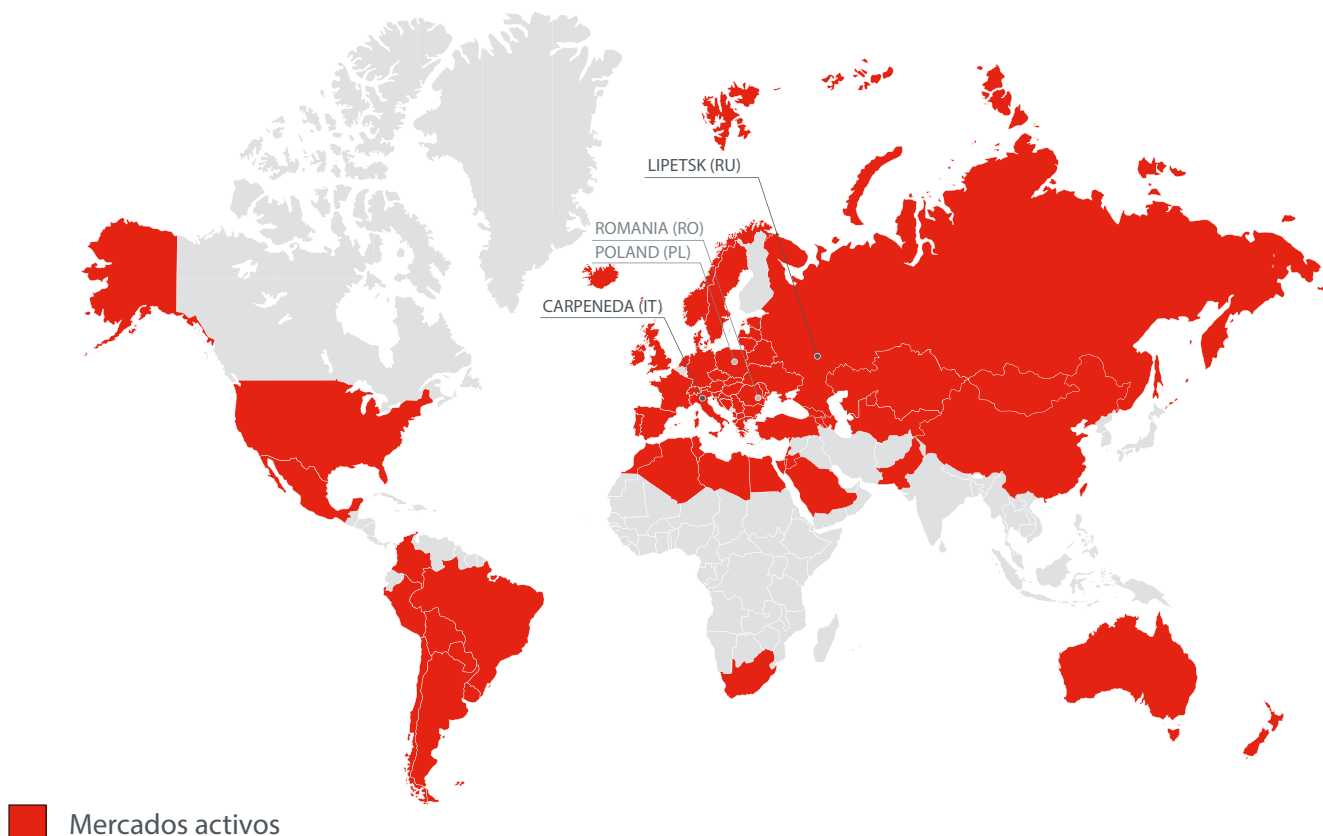 LIPETSK (RU)
ROMANIA (RO)
POLAND (PL)
CARPENEDA (IT)
Mercados activos